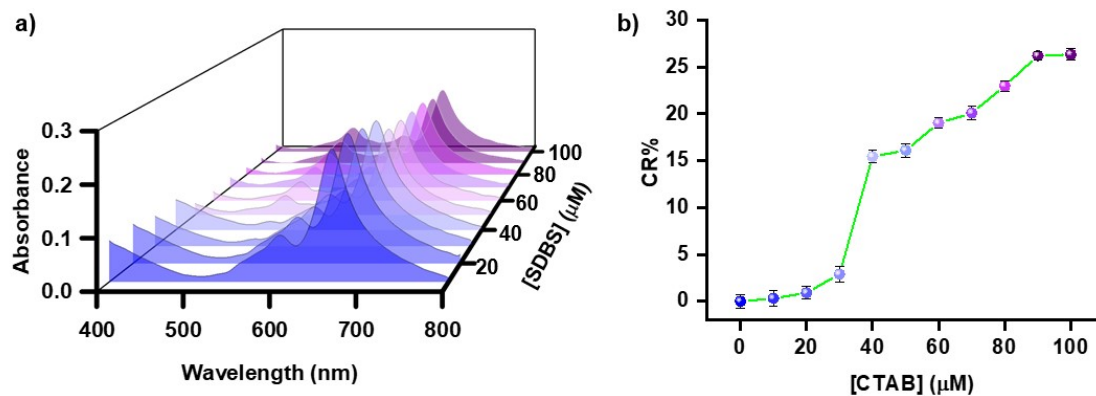 a)
0.3
0.2
0.1
0.0
Absorbance
400 500 600 700 800
Wavelength (nm)
20
40
60
80
100
[SDBS] (μM)
b)
30
25
20
15
10
5
0
CR%
0 20 40 60 80 100
[CTAB] (μM)